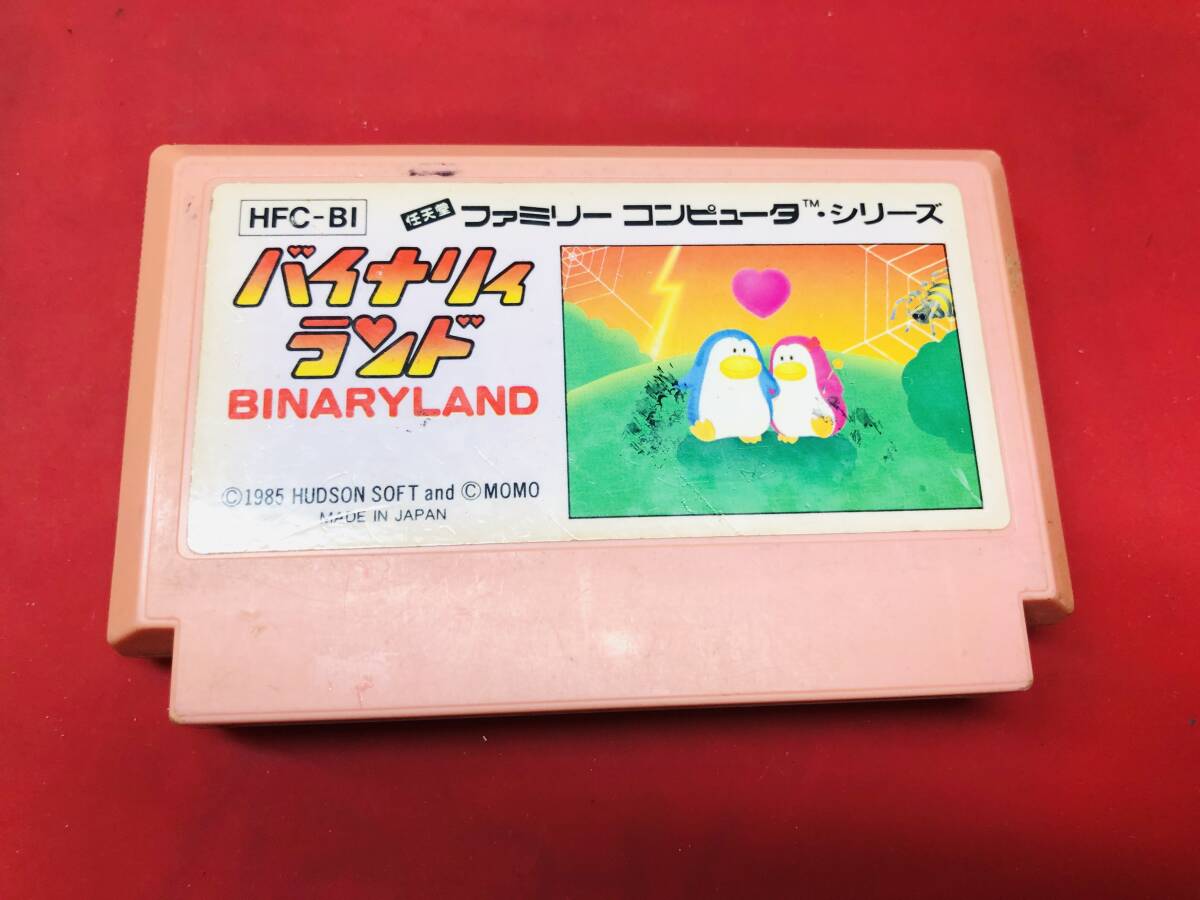 HFC-BI
任天堂 ファミリー コンピュータ™・シリーズ
バイナリィ
ランド
BINARYLAND
©1985 HUDSON SOFT and ©MOMO
MADE IN JAPAN